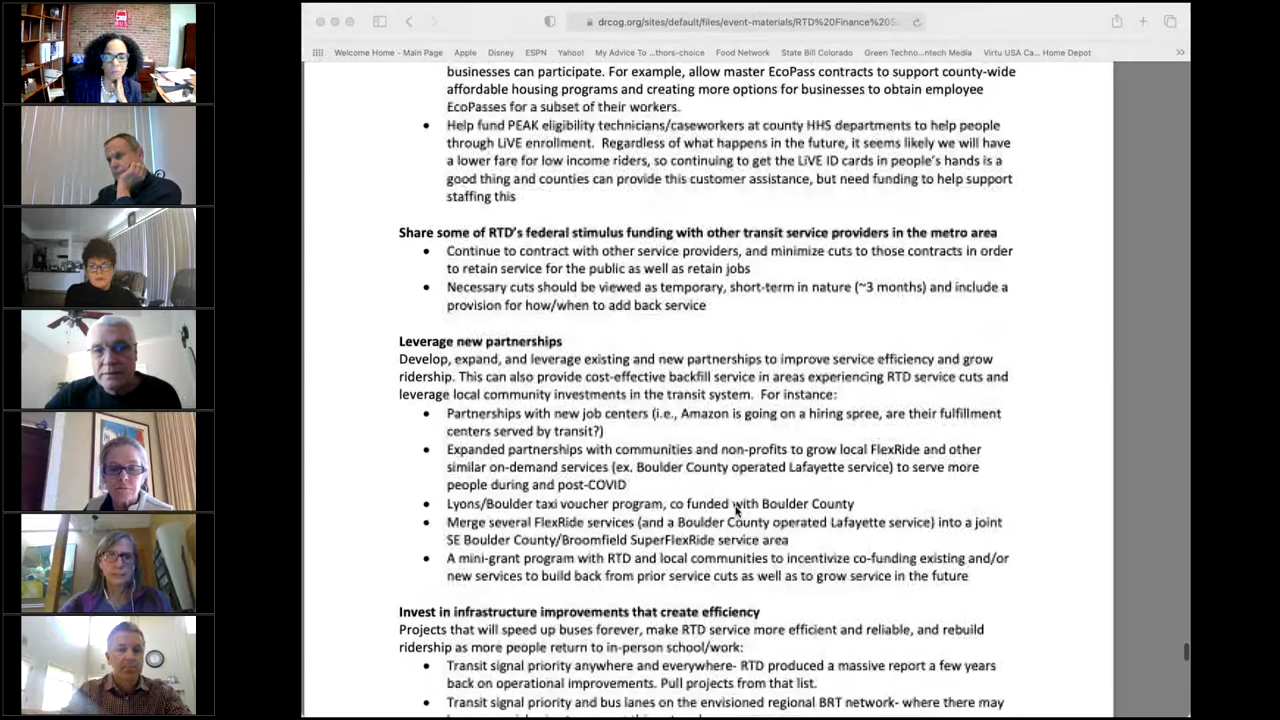 drcog.org/sites/default/files/event-materials/RTD%20Finance%20S
Welcome Home - Main Page Apple Disney ESPN Yahoo! My Advice To ...thors-choice Food Network State Bill Colorado Green Techno...ntech Media Virtu USA Ca... Home Depot
businesses can participate. For example, allow master EcoPass contracts to support county-wide
affordable housing programs and creating more options for businesses to obtain employee
EcoPasses for a subset of their workers.
• Help fund PEAK eligibility technicians/caseworkers at county HHS departments to help people
through LiVE enrollment. Regardless of what happens in the future, it seems likely we will have
a lower fare for low income riders, so continuing to get the LiVE ID cards in people's hands is a
good thing and counties can provide this customer assistance, but need funding to help support
staffing this
Share some of RTD's federal stimulus funding with other transit service providers in the metro area
• Continue to contract with other service providers, and minimize cuts to those contracts in order
to retain service for the public as well as retain jobs
• Necessary cuts should be viewed as temporary, short-term in nature (~3 months) and include a
provision for how/when to add back service
Leverage new partnerships
Develop, expand, and leverage existing and new partnerships to improve service efficiency and grow
ridership. This can also provide cost-effective backfill service in areas experiencing RTD service cuts and
leverage local community investments in the transit system. For instance:
• Partnerships with new job centers (i.e., Amazon is going on a hiring spree, are their fulfillment
centers served by transit?)
• Expanded partnerships with communities and non-profits to grow local FlexRide and other
similar on-demand services (ex. Boulder County operated Lafayette service) to serve more
people during and post-COVID
• Lyons/Boulder taxi voucher program, co funded with Boulder County
• Merge several FlexRide services (and a Boulder County operated Lafayette service) into a joint
SE Boulder County/Broomfield SuperFlexRide service area
• A mini-grant program with RTD and local communities to incentivize co-funding existing and/or
new services to build back from prior service cuts as well as to grow service in the future
Invest in infrastructure improvements that create efficiency
Projects that will speed up buses forever, make RTD service more efficient and reliable, and rebuild
ridership as more people return to in-person school/work:
• Transit signal priority anywhere and everywhere- RTD produced a massive report a few years
back on operational improvements. Pull projects from that list.
• Transit signal priority and bus lanes on the envisioned regional BRT network- where there may